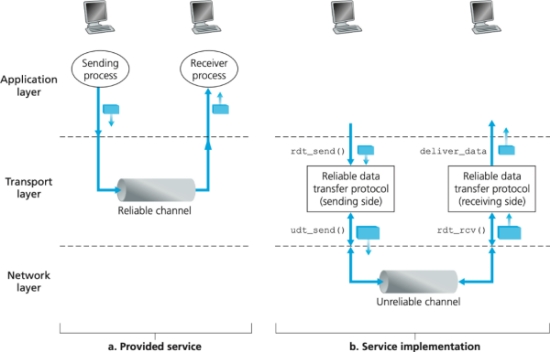 Application
layer
Sending
process
Receiver
process
Transport
layer
Reliable channel
Network
layer
a. Provided service
rdt_send()
deliver_data
Reliable data
transfer protocol
(sending side)
Reliable data
transfer protocol
(receiving side)
udt_send()
rdt_rcv()
Unreliable channel
b. Service implementation